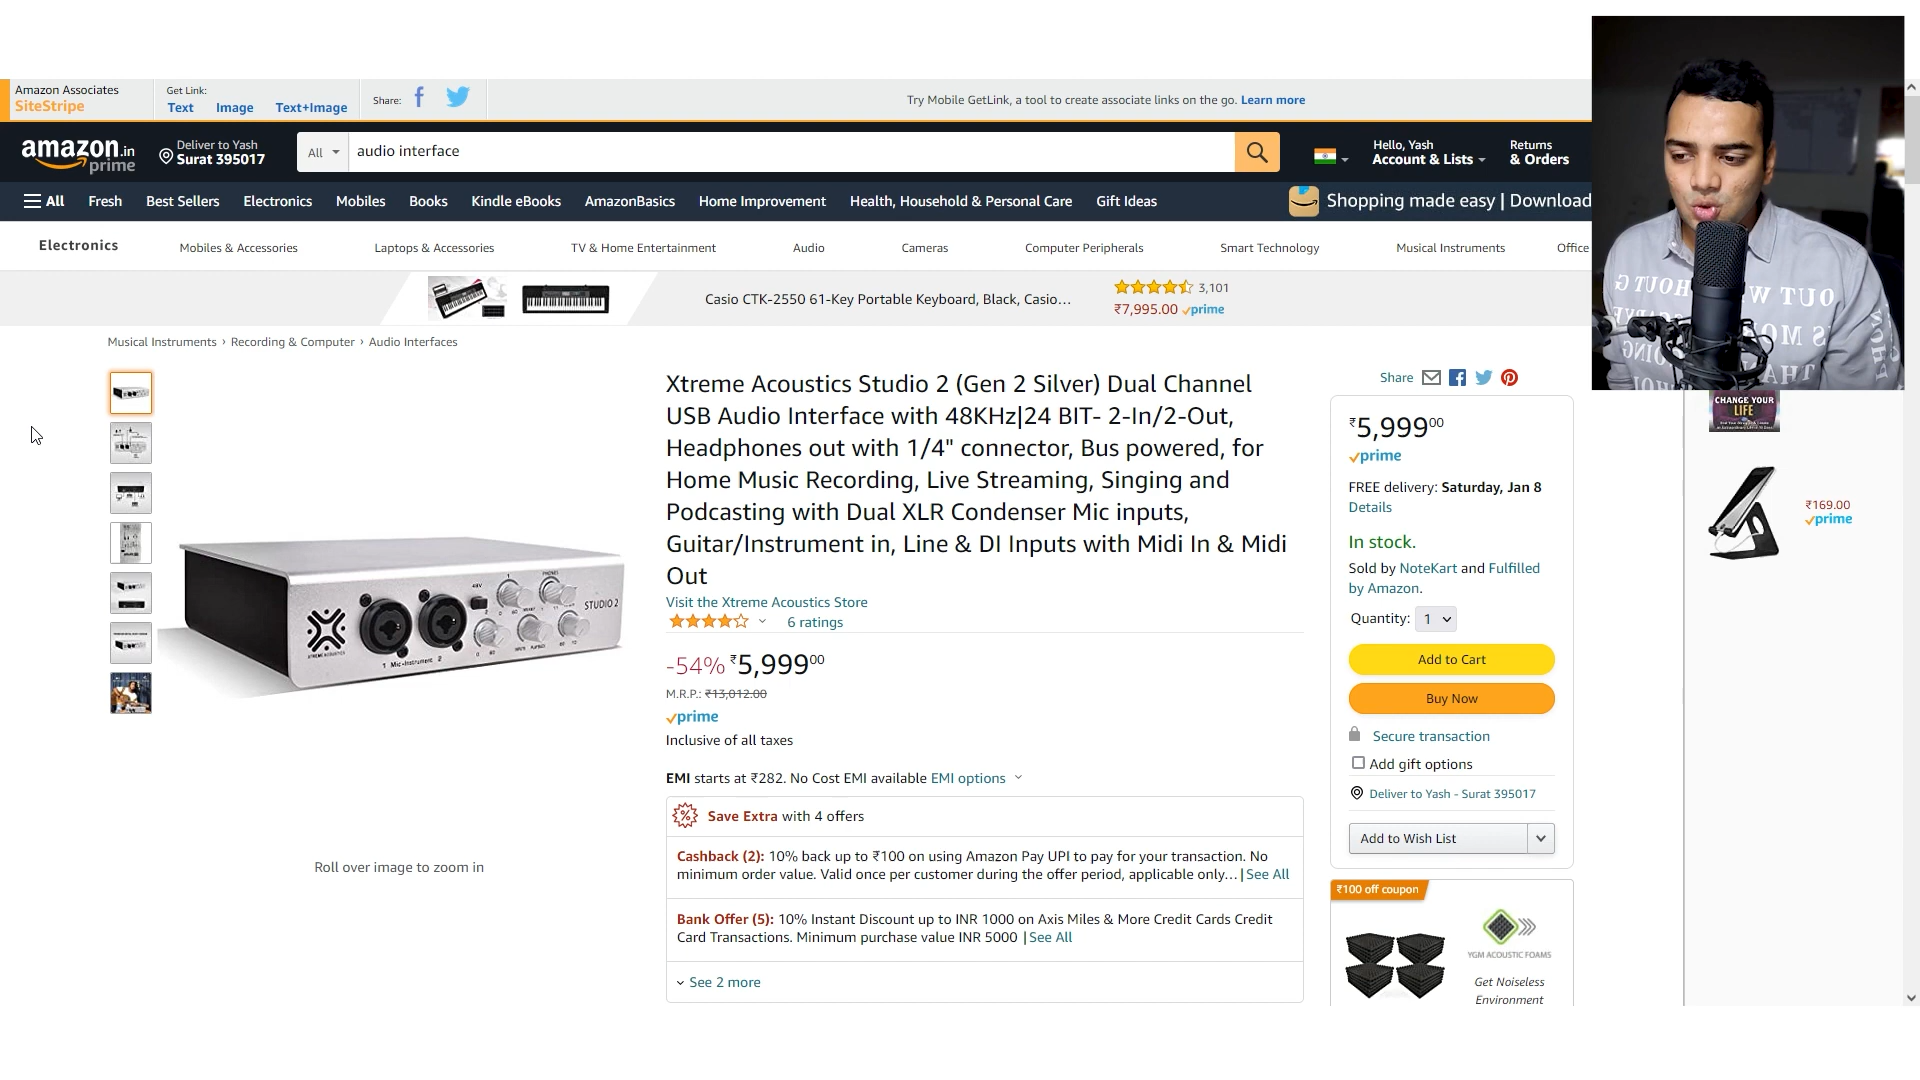 Amazon Associates
SiteStripe
Get Link:
Text Image Text+Image
Share:
Try Mobile GetLink, a tool to create associate links on the go. Learn more
amazon.in
prime
Deliver to Yash
Surat 395017
All
audio interface
Hello, Yash
Account & Lists
Returns
& Orders
All Fresh Best Sellers Electronics Mobiles Books Kindle eBooks AmazonBasics Home Improvement Health, Household & Personal Care Gift Ideas
Shopping made easy | Download
Electronics Mobiles & Accessories Laptops & Accessories TV & Home Entertainment Audio Cameras Computer Peripherals Smart Technology Musical Instruments Office
Casio CTK-2550 61-Key Portable Keyboard, Black, Casio...
3,101
₹7,995.00 prime
Musical Instruments › Recording & Computer › Audio Interfaces
Xtreme Acoustics Studio 2 (Gen 2 Silver) Dual Channel
USB Audio Interface with 48KHz|24 BIT- 2-In/2-Out,
Headphones out with 1/4" connector, Bus powered, for
Home Music Recording, Live Streaming, Singing and
Podcasting with Dual XLR Condenser Mic inputs,
Guitar/Instrument in, Line & DI Inputs with Midi In & Midi
Out
Visit the Xtreme Acoustics Store
6 ratings
-54% ₹5,99900
M.R.P.: ₹13,012.00
prime
Inclusive of all taxes
EMI starts at ₹282. No Cost EMI available EMI options
Save Extra with 4 offers
Cashback (2): 10% back up to ₹100 on using Amazon Pay UPI to pay for your transaction. No
minimum order value. Valid once per customer during the offer period, applicable only... | See All
Bank Offer (5): 10% Instant Discount up to INR 1000 on Axis Miles & More Credit Cards Credit
Card Transactions. Minimum purchase value INR 5000 | See All
See 2 more
XTREME ACOUSTICS
1 Mic-Instrument 2
48V
PHONES
STUDIO 2
Roll over image to zoom in
Share
₹5,99900
prime
FREE delivery: Saturday, Jan 8
Details
In stock.
Sold by NoteKart and Fulfilled
by Amazon.
Quantity: 1
Add to Cart
Buy Now
Secure transaction
Add gift options
Deliver to Yash - Surat 395017
Add to Wish List
₹100 off coupon
YGM ACOUSTIC FOAMS
Get Noiseless
Environment
CHANGE YOUR
LIFE
₹169.00
prime